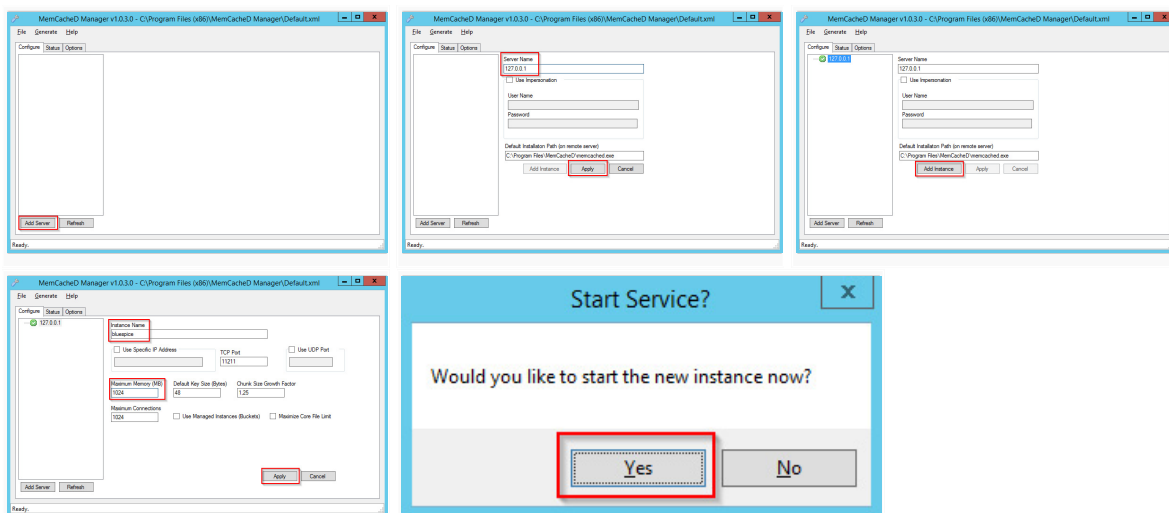 MemCacheD Manager v1.0.3.0 - C:\Program Files (x86)\MemCacheD Manager\Default.xml
File Generate Help
Configure Status Options
Add Server Refresh
Ready.
MemCacheD Manager v1.0.3.0 - C:\Program Files (x86)\MemCacheD Manager\Default.xml
File Generate Help
Configure Status Options
Server Name
127.0.0.1
Use Impersonation
User Name
Password
Default Installaton Path (on remote server)
C:\Program Files\MemCacheD\memcached.exe
Add Instance Apply Cancel
Add Server Refresh
Ready.
MemCacheD Manager v1.0.3.0 - C:\Program Files (x86)\MemCacheD Manager\Default.xml
File Generate Help
Configure Status Options
127.0.0.1
Server Name
127.0.0.1
Use Impersonation
User Name
Password
Default Installaton Path (on remote server)
C:\Program Files\MemCacheD\memcached.exe
Add Instance Apply Cancel
Add Server Refresh
Ready.
MemCacheD Manager v1.0.3.0 - C:\Program Files (x86)\MemCacheD Manager\Default.xml
File Generate Help
Configure Status Options
127.0.0.1
Instance Name
bluespice
Use Specific IP Address TCP Port Use UDP Port
11211
Maximum Memory (MB) Default Key Size (Bytes) Chunk Size Growth Factor
1024 48 1,25
Maximum Connections
1024 Use Managed Instances (Buckets) Maximize Core File Limit
Apply Cancel
Add Server Refresh
Ready.
Start Service? x
Would you like to start the new instance now?
Yes No